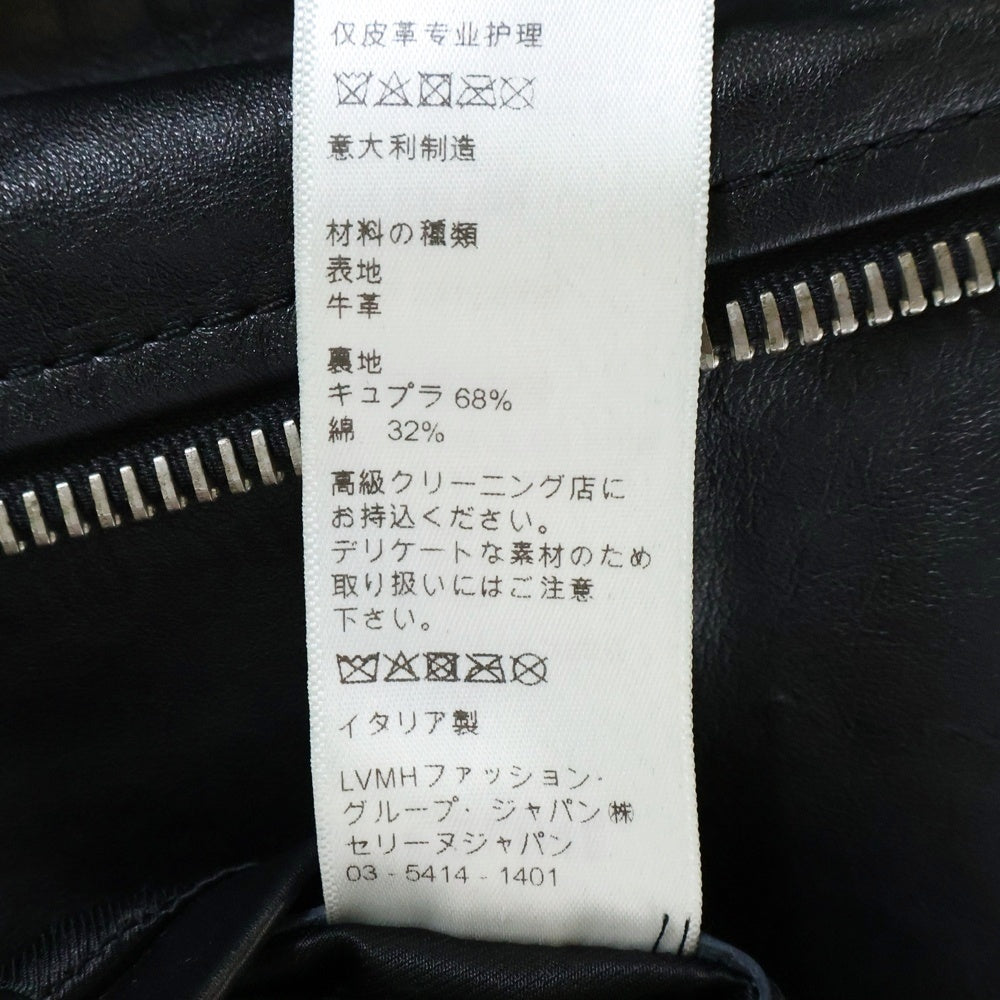 仅皮革专业护理
意大利制造
材料の種類
表地
牛革
裏地
キュプラ 68%
綿 32%
高級クリーニング店に
お持込ください。
デリケートな素材のため
取り扱いにはご注意
下さい。
イタリア製
LVMHファッション・
グループ・ジャパン㈱
セリーヌジャパン
03 - 5414 - 1401